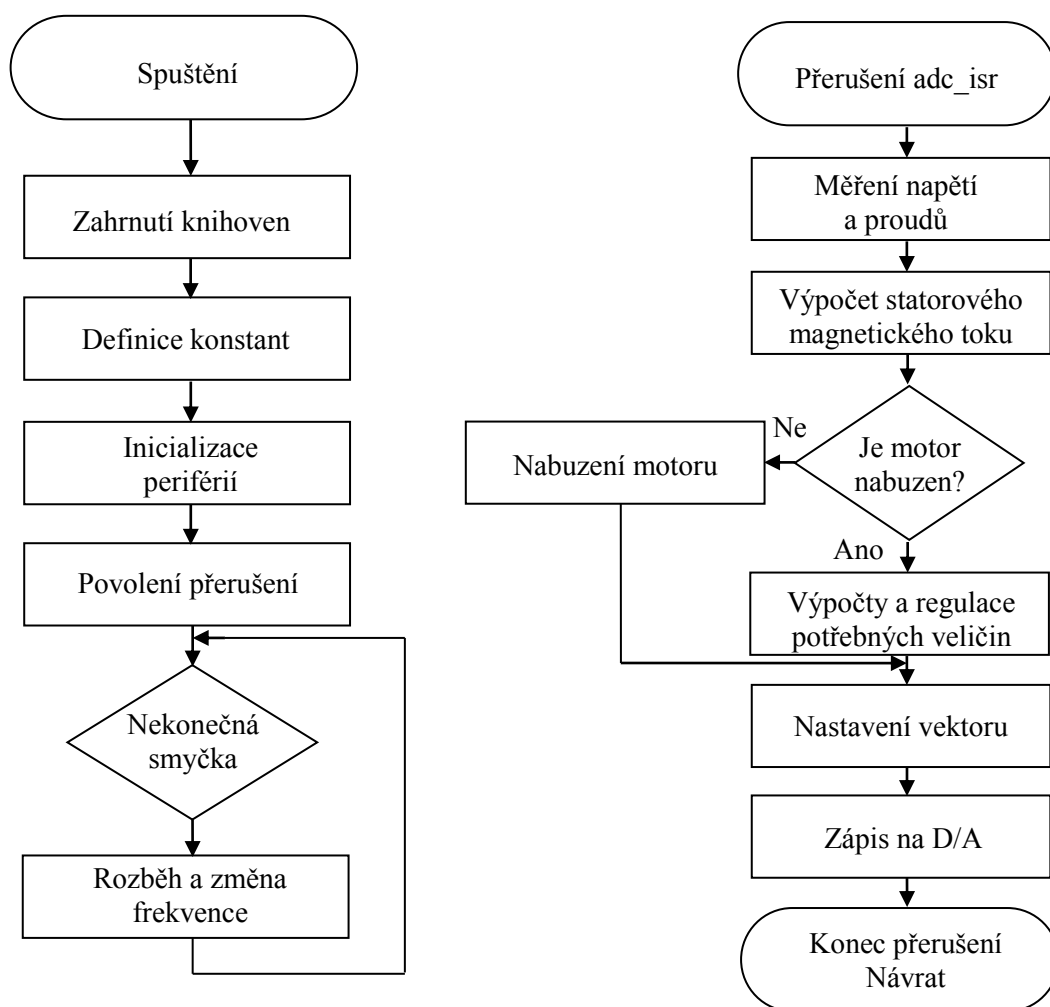 Spuštění
Zahrnutí knihoven
Definice konstant
Inicializace
periférií
Povolení přerušení
Nekonečná
smyčka
Rozběh a změna
frekvence
Přerušení adc_isr
Měření napětí
a proudů
Výpočet statorového
magnetického toku
Je motor
nabuzen?
Ne
Nabuzení motoru
Ano
Výpočty a regulace
potřebných veličin
Nastavení vektoru
Zápis na D/A
Konec přerušení
Návrat